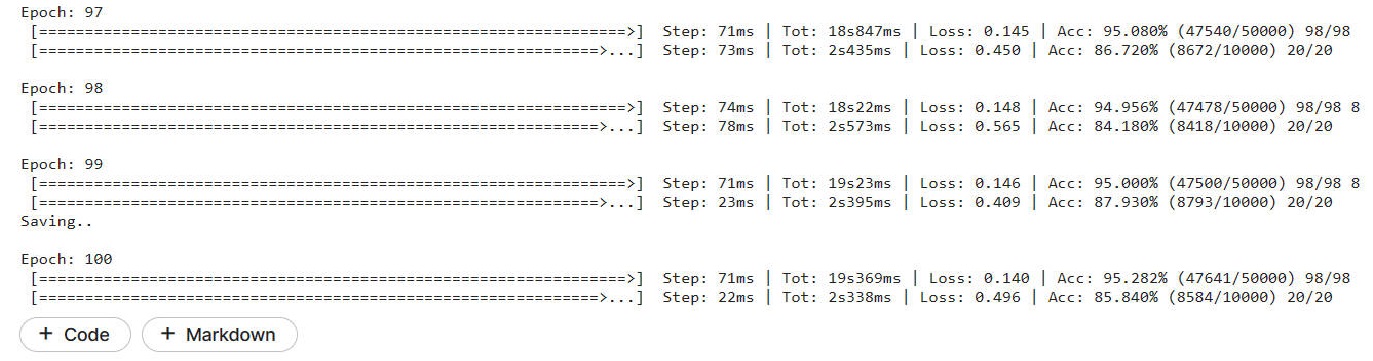 Epoch: 97
[================================================================>]  Step: 71ms | Tot: 18s847ms | Loss: 0.145 | Acc: 95.080% (47540/50000) 98/98
[=============================================================>...]  Step: 73ms | Tot: 2s435ms | Loss: 0.450 | Acc: 86.720% (8672/10000) 20/20
Epoch: 98
[================================================================>]  Step: 74ms | Tot: 18s22ms | Loss: 0.148 | Acc: 94.956% (47478/50000) 98/98 8
[=============================================================>...]  Step: 78ms | Tot: 2s573ms | Loss: 0.565 | Acc: 84.180% (8418/10000) 20/20
Epoch: 99
[================================================================>]  Step: 71ms | Tot: 19s23ms | Loss: 0.146 | Acc: 95.000% (47500/50000) 98/98 8
[=============================================================>...]  Step: 23ms | Tot: 2s395ms | Loss: 0.409 | Acc: 87.930% (8793/10000) 20/20
Saving..
Epoch: 100
[================================================================>]  Step: 71ms | Tot: 19s369ms | Loss: 0.140 | Acc: 95.282% (47641/50000) 98/98
[=============================================================>...]  Step: 22ms | Tot: 2s338ms | Loss: 0.496 | Acc: 85.840% (8584/10000) 20/20
+ Code + Markdown